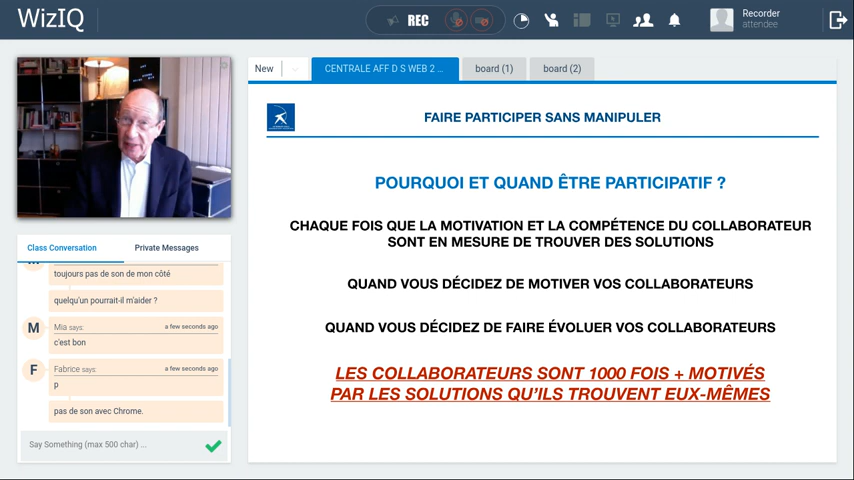 WizIQ
REC
Recorder
attendee
New
CENTRALE AFF D S WEB 2 ...
board (1)
board (2)
FAIRE PARTICIPER SANS MANIPULER
POURQUOI ET QUAND ÊTRE PARTICIPATIF ?
CHAQUE FOIS QUE LA MOTIVATION ET LA COMPÉTENCE DU COLLABORATEUR
SONT EN MESURE DE TROUVER DES SOLUTIONS
QUAND VOUS DÉCIDEZ DE MOTIVER VOS COLLABORATEURS
QUAND VOUS DÉCIDEZ DE FAIRE ÉVOLUER VOS COLLABORATEURS
LES COLLABORATEURS SONT 1000 FOIS + MOTIVÉS
PAR LES SOLUTIONS QU'ILS TROUVENT EUX-MÊMES
Class Conversation
Private Messages
toujours pas de son de mon côté
quelqu'un pourrait-il m'aider ?
M
Mia says:
a few seconds ago
c'est bon
F
Fabrice says:
a few seconds ago
p
pas de son avec Chrome.
Say Something (max 500 char) ...